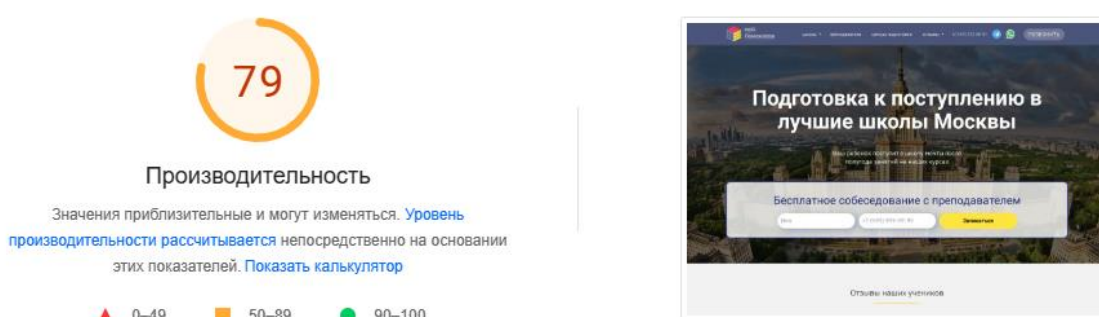 79
Производительность
Значения приблизительные и могут изменяться. Уровень
производительности рассчитывается непосредственно на основании
этих показателей. Показать калькулятор
0–49 50–89 90–100
Подготовка к поступлению в
лучшие школы Москвы
Бесплатное собеседование с преподавателем
Имя
Записаться
Отзывы наших учеников